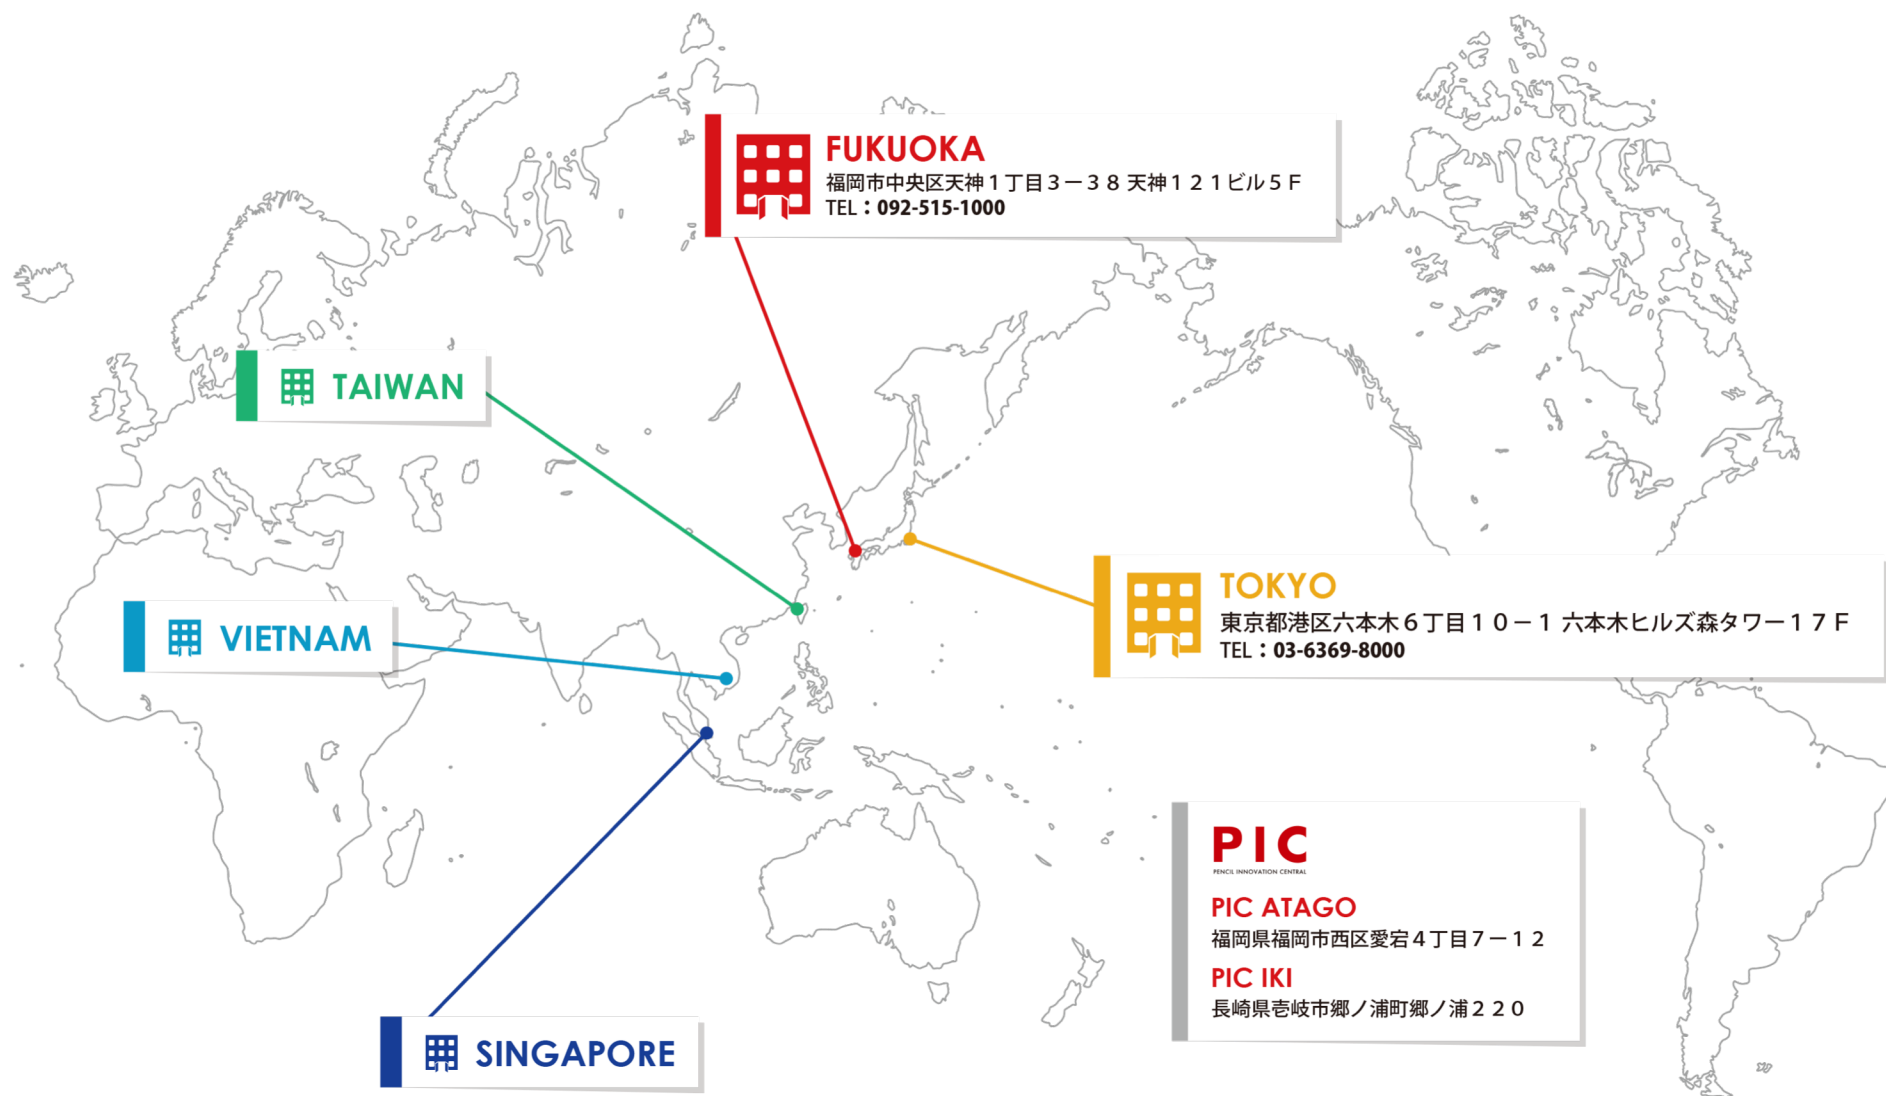 FUKUOKA
福岡市中央区天神１丁目３－３８ 天神１２１ビル５Ｆ
TEL：092-515-1000
TAIWAN
TOKYO
東京都港区六本木６丁目１０－１ 六本木ヒルズ森タワー１７Ｆ
TEL：03-6369-8000
VIETNAM
PIC
PENCIL INNOVATION CENTRAL
PIC ATAGO
福岡県福岡市西区愛宕４丁目７－１２
PIC IKI
長崎県壱岐市郷ノ浦町郷ノ浦２２０
SINGAPORE